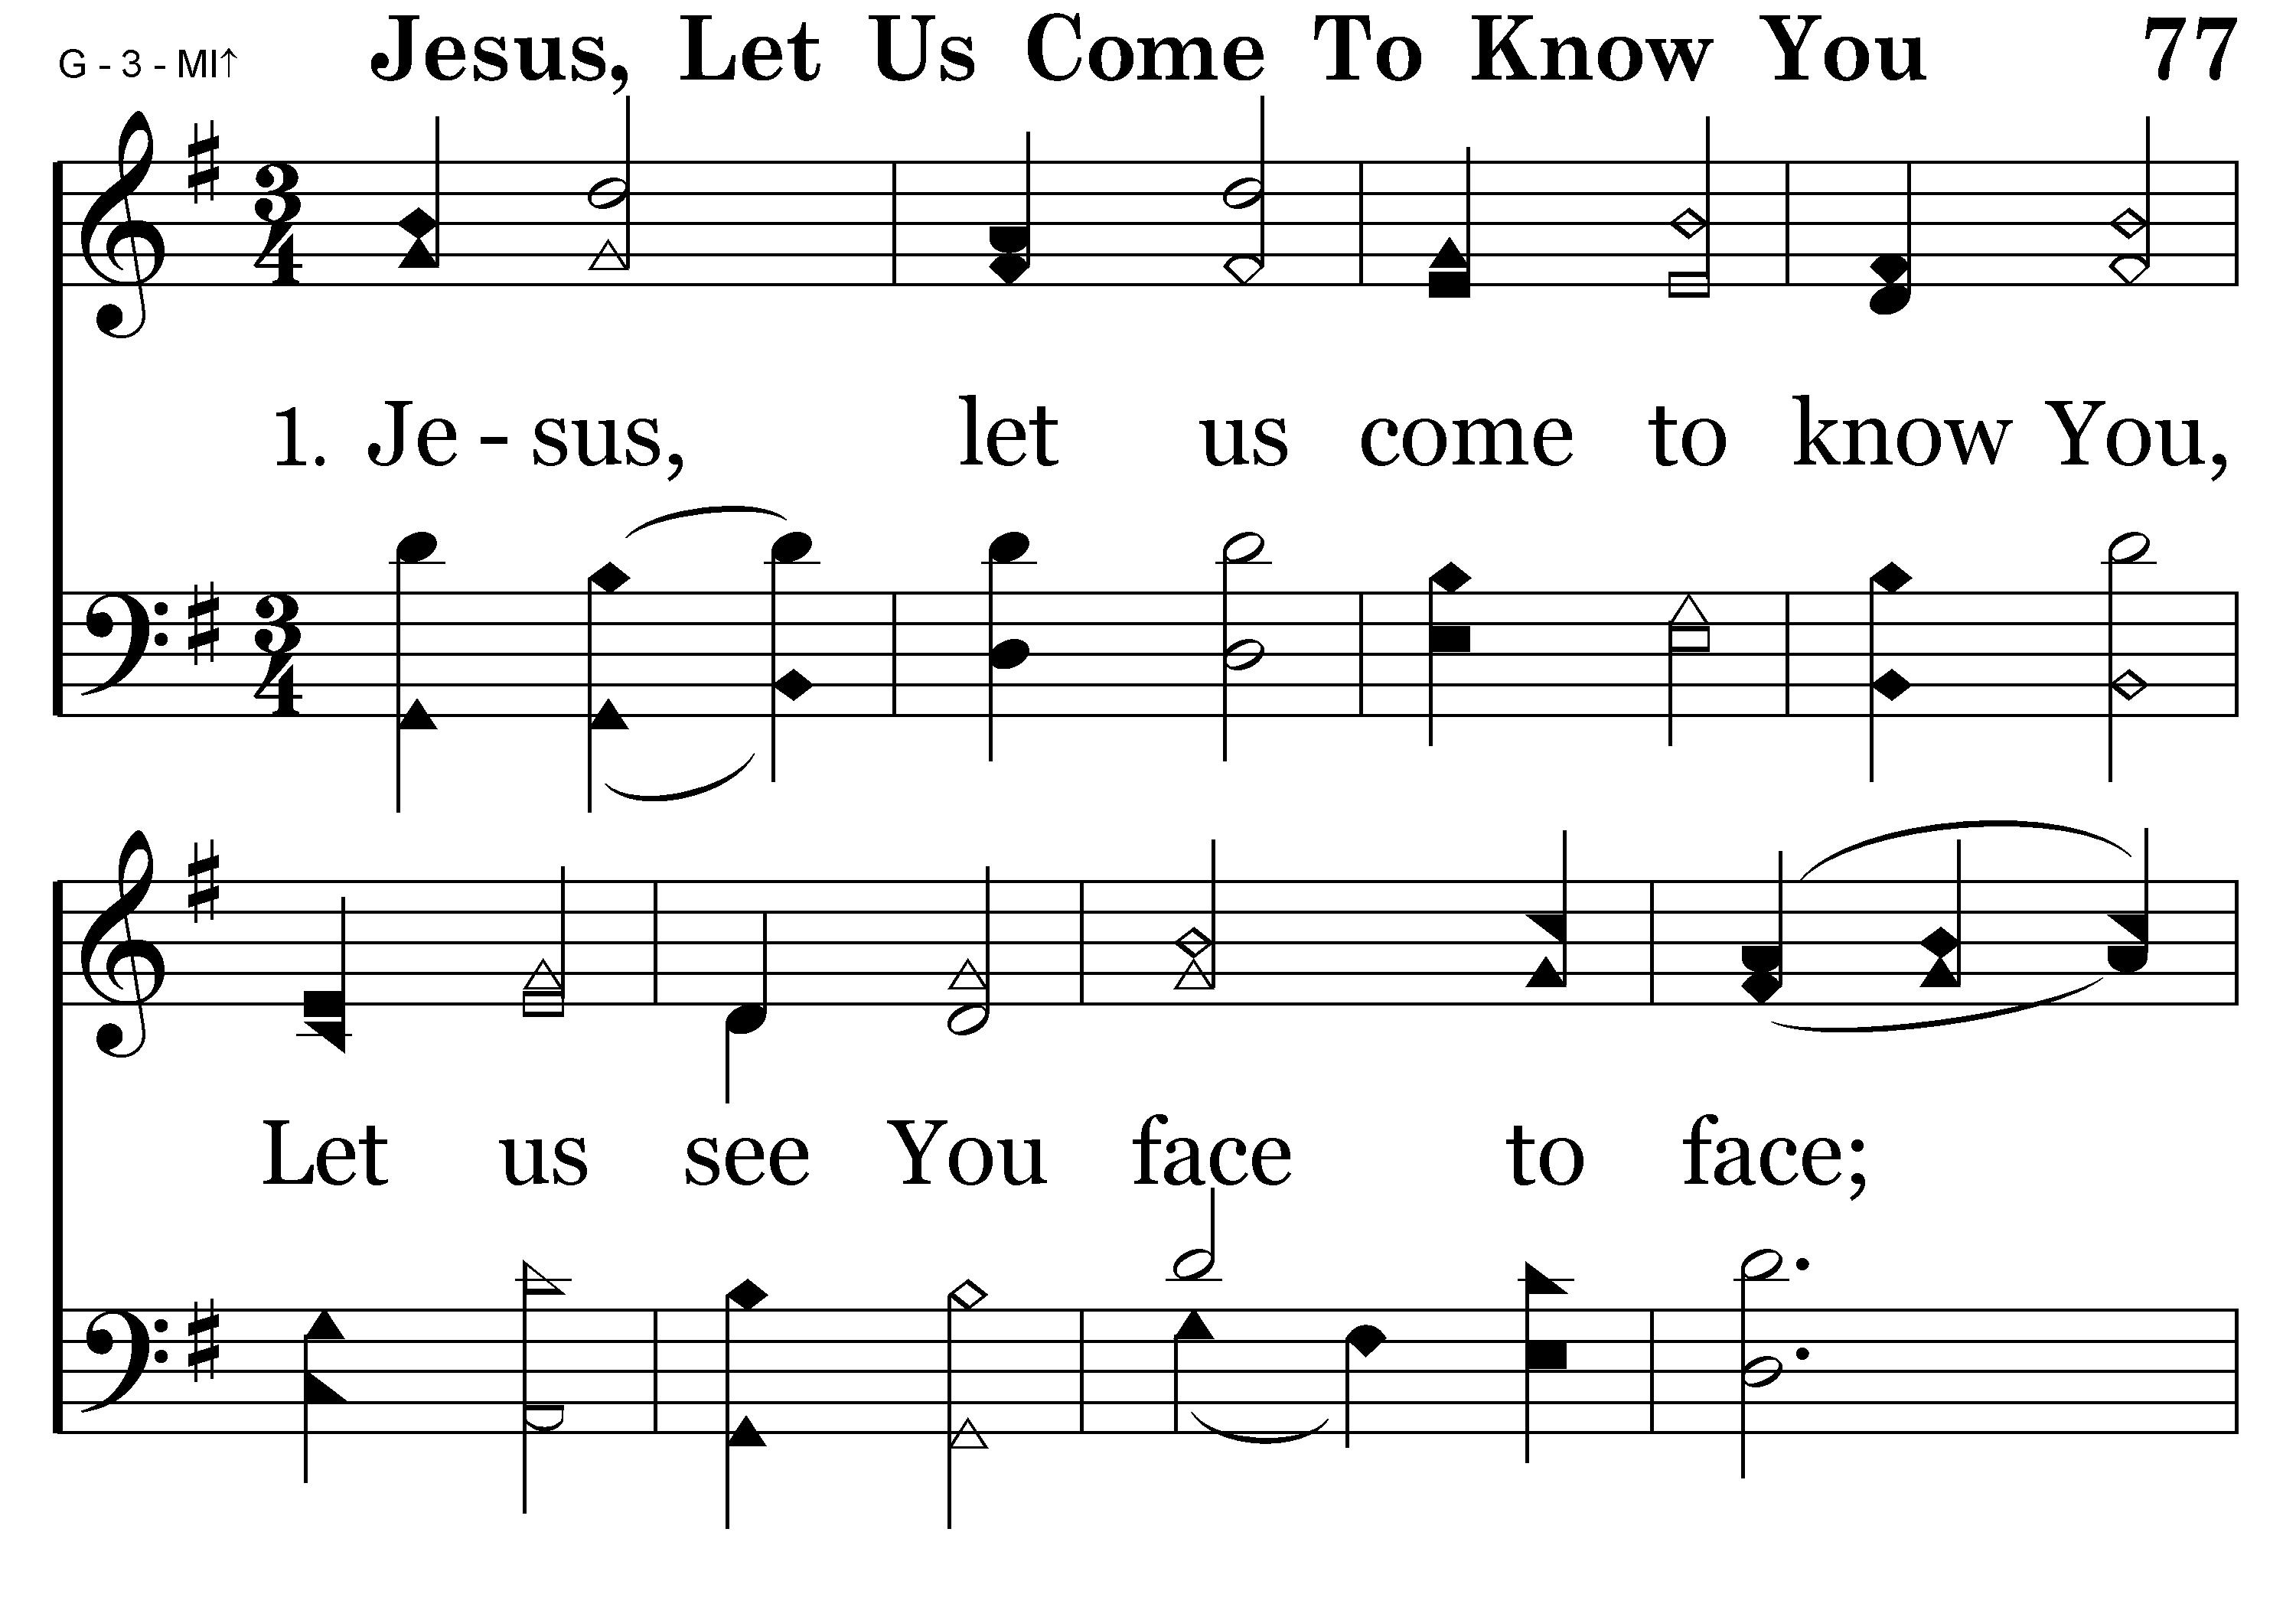 G - 3 - MI↑ Jesus, Let Us Come To Know You 77
1. Je - sus, let us come to know You,
Let us see You face to face;